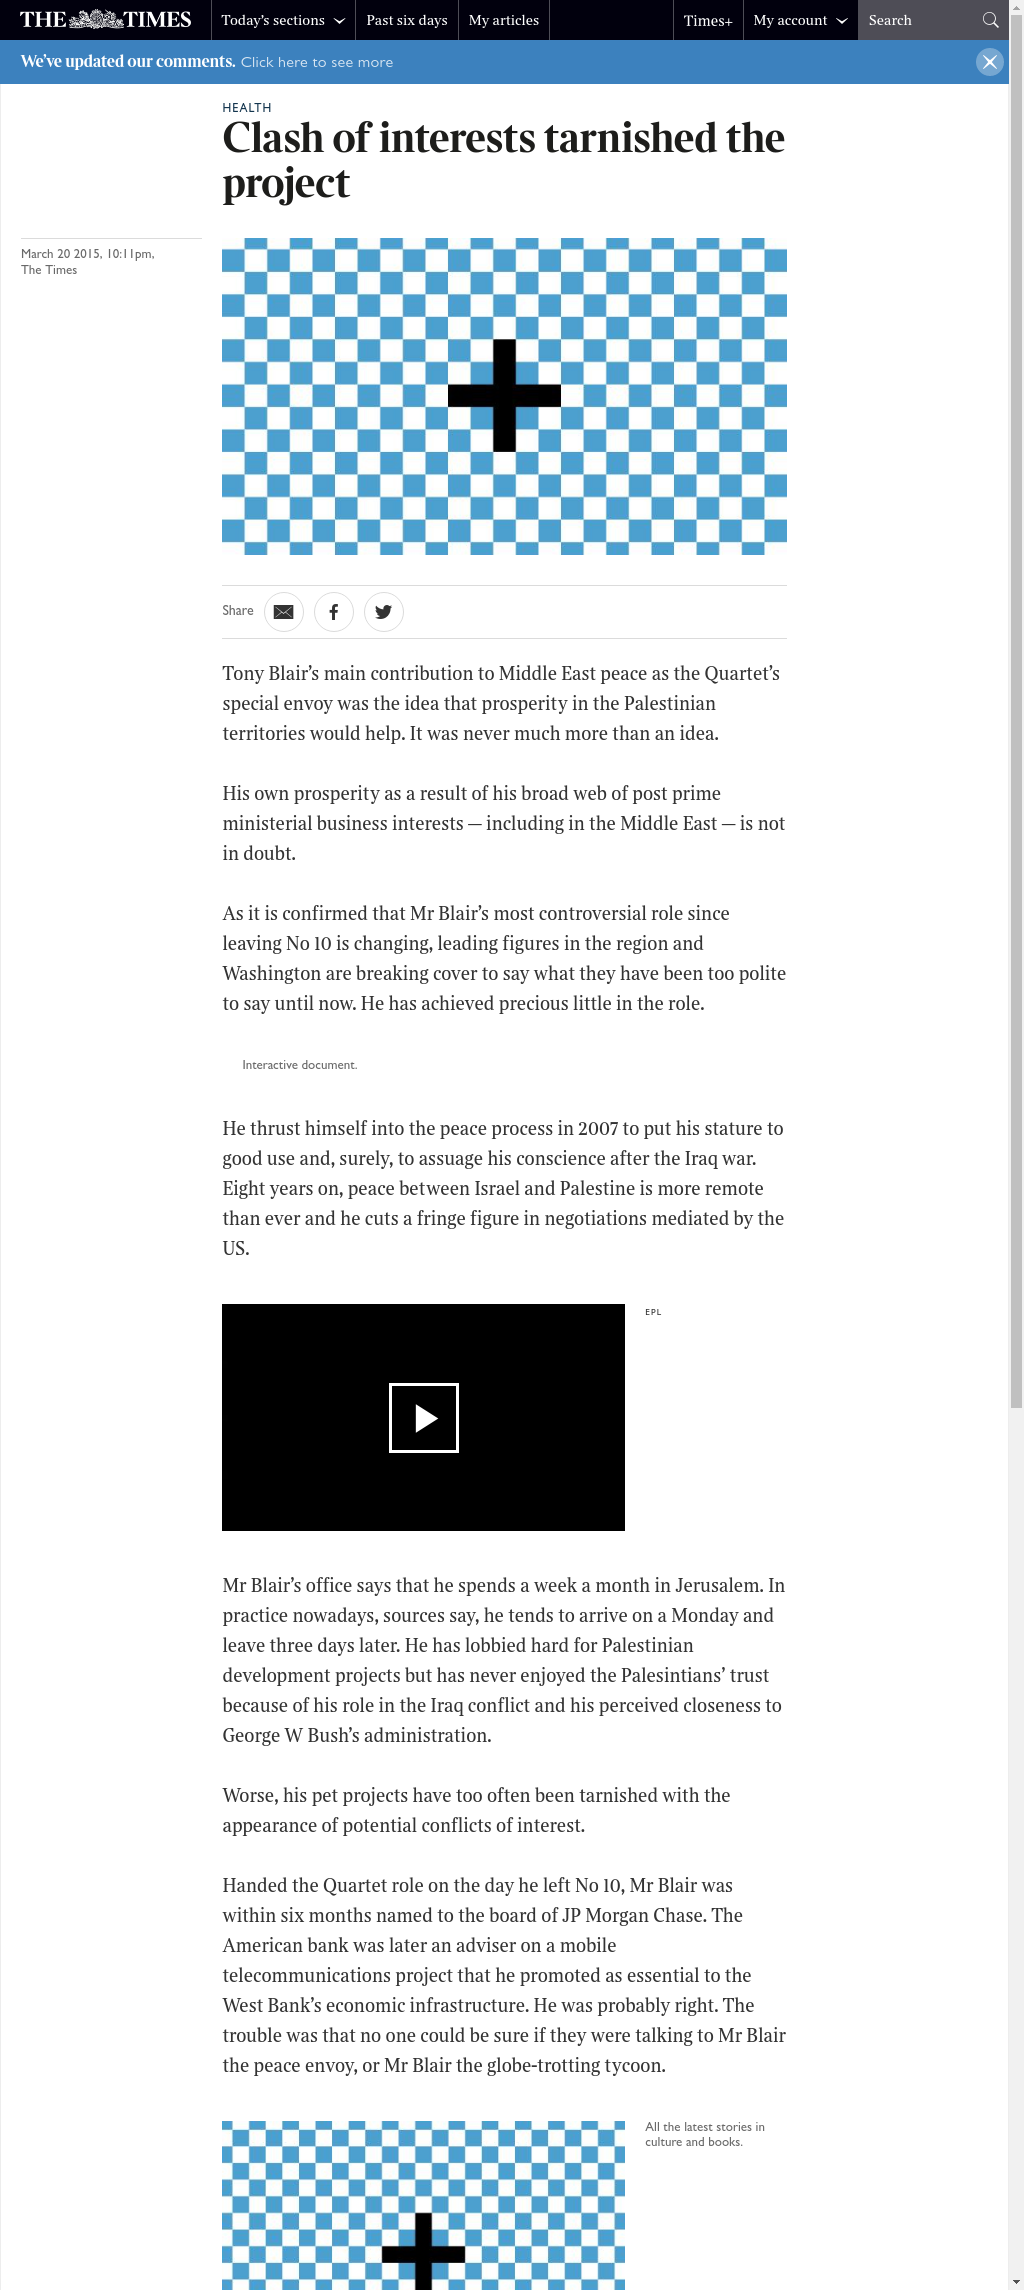 THE TIMES
Today's sections
Past six days
My articles
Times+
My account
Search
We've updated our comments. Click here to see more
HEALTH
Clash of interests tarnished the
project
March 20 2015, 10:11pm,
The Times
Share
Tony Blair's main contribution to Middle East peace as the Quartet's
special envoy was the idea that prosperity in the Palestinian
territories would help. It was never much more than an idea.
His own prosperity as a result of his broad web of post prime
ministerial business interests — including in the Middle East — is not
in doubt.
As it is confirmed that Mr Blair's most controversial role since
leaving No 10 is changing, leading figures in the region and
Washington are breaking cover to say what they have been too polite
to say until now. He has achieved precious little in the role.
Interactive document.
He thrust himself into the peace process in 2007 to put his stature to
good use and, surely, to assuage his conscience after the Iraq war.
Eight years on, peace between Israel and Palestine is more remote
than ever and he cuts a fringe figure in negotiations mediated by the
US.
EPL
Mr Blair's office says that he spends a week a month in Jerusalem. In
practice nowadays, sources say, he tends to arrive on a Monday and
leave three days later. He has lobbied hard for Palestinian
development projects but has never enjoyed the Palesintians' trust
because of his role in the Iraq conflict and his perceived closeness to
George W Bush's administration.
Worse, his pet projects have too often been tarnished with the
appearance of potential conflicts of interest.
Handed the Quartet role on the day he left No 10, Mr Blair was
within six months named to the board of JP Morgan Chase. The
American bank was later an adviser on a mobile
telecommunications project that he promoted as essential to the
West Bank's economic infrastructure. He was probably right. The
trouble was that no one could be sure if they were talking to Mr Blair
the peace envoy, or Mr Blair the globe-trotting tycoon.
All the latest stories in
culture and books.